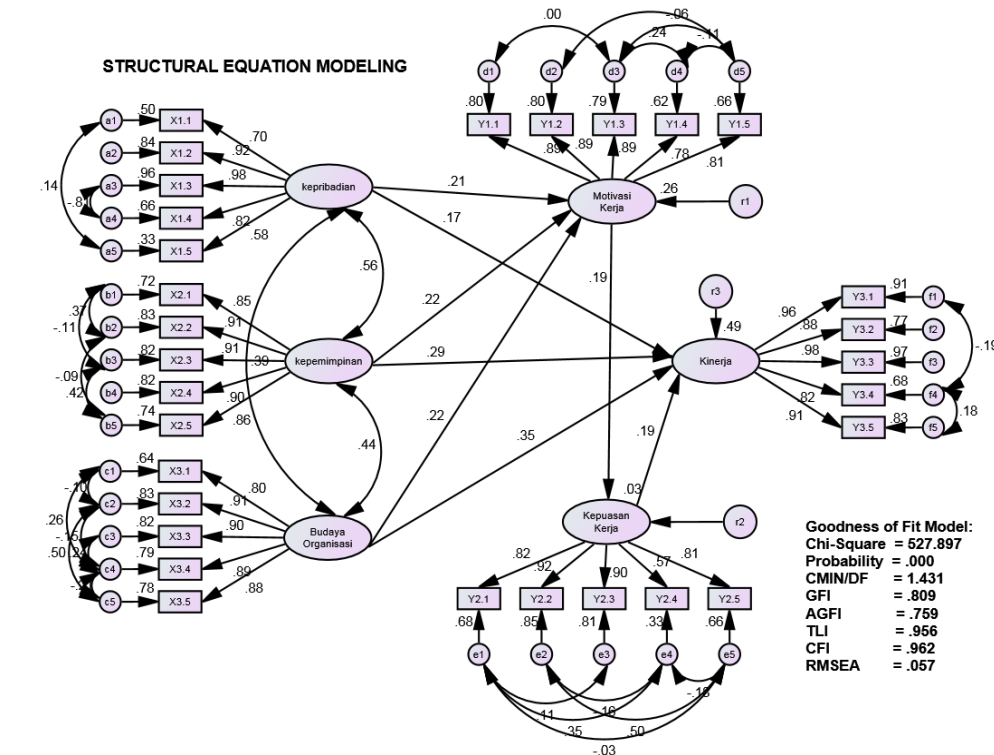 STRUCTURAL EQUATION MODELING
.00
-.06
.24
-.11
d1 d2 d3 d4 d5
.80 .80 .79 .62 .66
Y1.1 Y1.2 Y1.3 Y1.4 Y1.5
.89 .89 .89 .78 .81
Motivasi
Kerja
.26
r1
a1 .50 X1.1 .70
a2 .84 X1.2 .92
a3 .96 X1.3 .98
a4 .66 X1.4 .82
a5 .33 X1.5 .58
.14
-.8
kepribadian
.21
.17
.56
.39
b1 .72 X2.1 .85
b2 .83 X2.2 .91
b3 .82 X2.3 .91
b4 .82 X2.4 .90
b5 .74 X2.5 .86
.37
-.11
-.09
.42
kepemimpinan
.22
.29
.44
.19
c1 .64 X3.1 .80
c2 .83 X3.2 .91
c3 .82 X3.3 .90
c4 .79 X3.4 .89
c5 .78 X3.5 .88
-.10
.26
-.15
.50
Budaya
Organisasi
.22
.35
r3
.49
Kinerja
.96 Y3.1 .91 f1
.88 Y3.2 .77 f2
.98 Y3.3 .97 f3
.82 Y3.4 .68 f4
.91 Y3.5 .83 f5
-.19
.18
.19
.03
Kepuasan
Kerja
r2
.82 .92 .90 .57 .81
Y2.1 Y2.2 Y2.3 Y2.4 Y2.5
.68 .85 .81 .33 .66
e1 e2 e3 e4 e5
-.18
.11
-.16
.35
.50
-.03
Goodness of Fit Model:
Chi-Square = 527.897
Probability = .000
CMIN/DF = 1.431
GFI = .809
AGFI = .759
TLI = .956
CFI = .962
RMSEA = .057